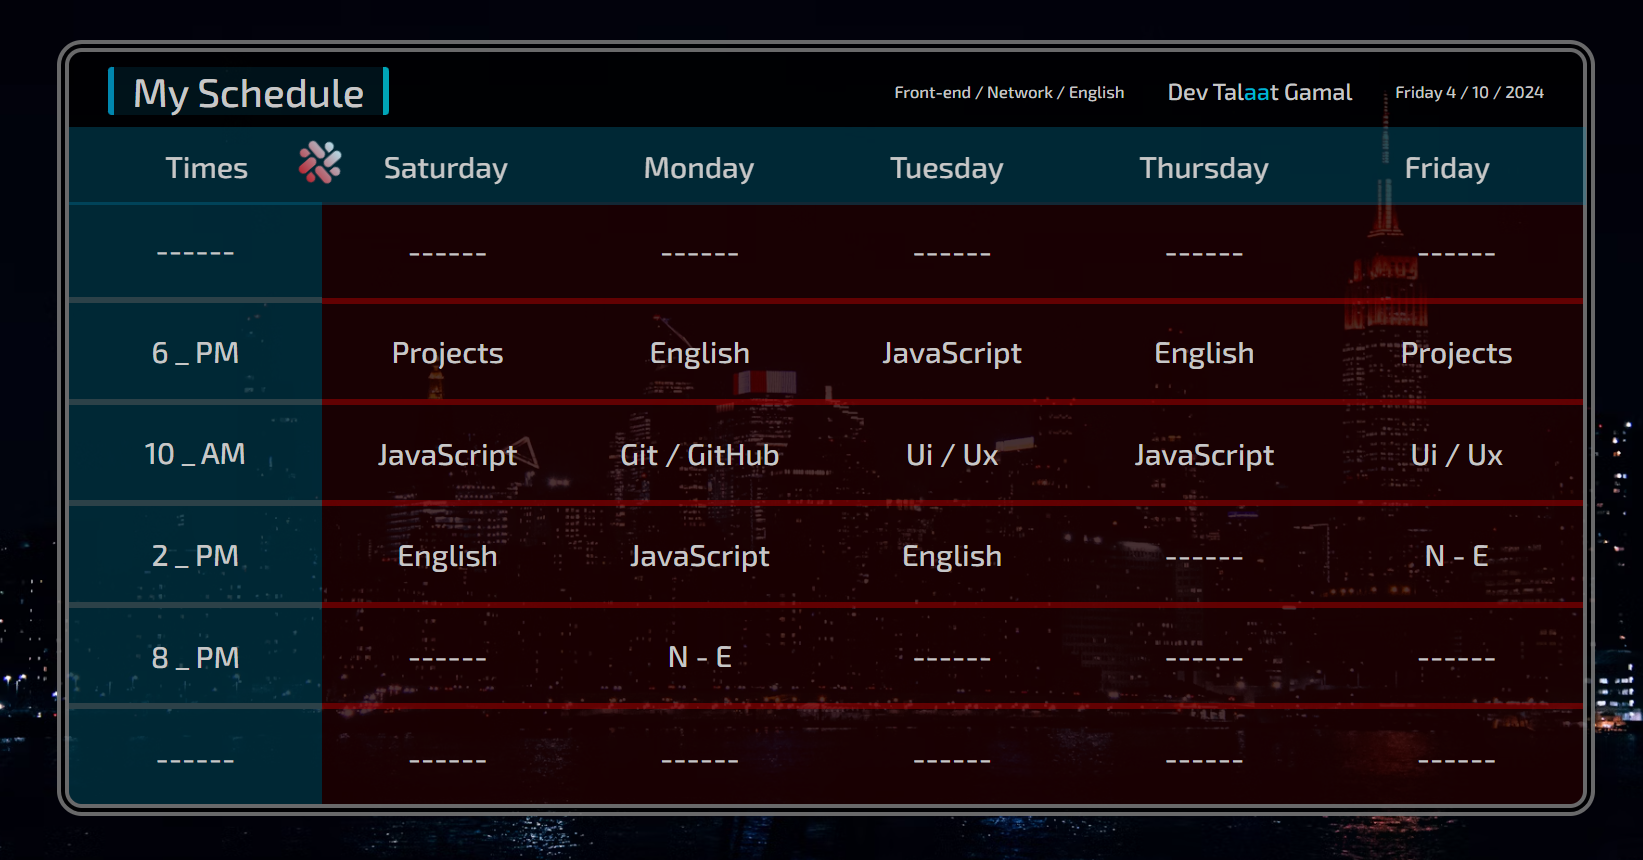 My Schedule Front-end / Network / English Dev Talaat Gamal Friday 4 / 10 / 2024
Times Saturday Monday Tuesday Thursday Friday
------ ------ ------ ------ ------ ------
6 _ PM Projects English JavaScript English Projects
10 _ AM JavaScript Git / GitHub Ui / Ux JavaScript Ui / Ux
2 _ PM English JavaScript English ------ N - E
8 _ PM ------ N - E ------ ------ ------
------ ------ ------ ------ ------ ------